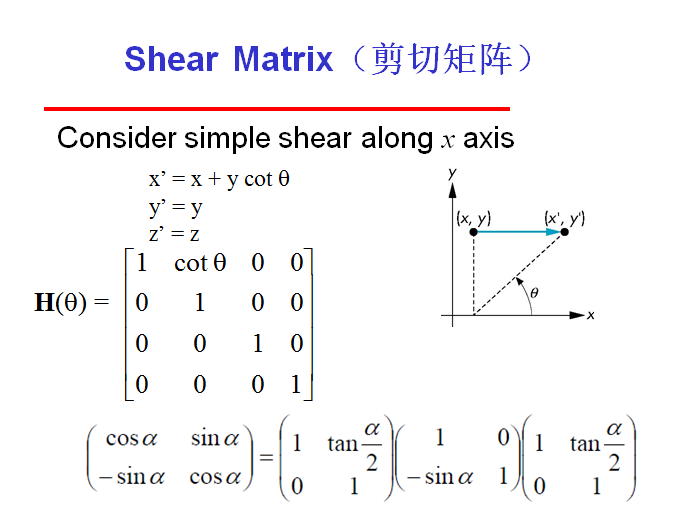 Shear Matrix（剪切矩阵）
Consider simple shear along x axis
x’ = x + y cot θ
y’ = y
z’ = z
H(θ) =
1 cot θ 0 0
0 1 0 0
0 0 1 0
0 0 0 1
y
(x, y) (x', y')
θ
x
( cos α sin α ) = ( 1 tan α/2 ) ( 1 0 ) ( 1 tan α/2 )
( − sin α cos α ) ( 0 1 ) ( − sin α 1 ) ( 0 1 )